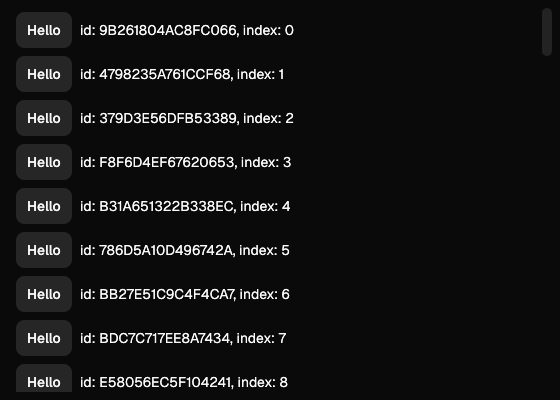 Hello id: 9B261804AC8FC066, index: 0
Hello id: 4798235A761CCF68, index: 1
Hello id: 379D3E56DFB53389, index: 2
Hello id: F8F6D4EF67620653, index: 3
Hello id: B31A651322B338EC, index: 4
Hello id: 786D5A10D496742A, index: 5
Hello id: BB27E51C9C4F4CA7, index: 6
Hello id: BDC7C717EE8A7434, index: 7
Hello id: E58056EC5F104241, index: 8